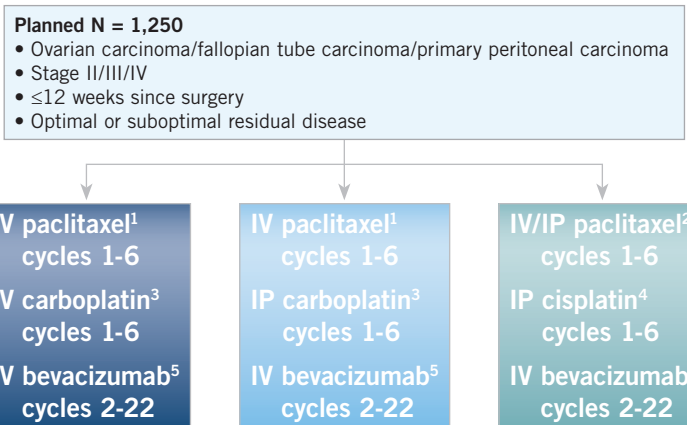 Planned N = 1,250
• Ovarian carcinoma/fallopian tube carcinoma/primary peritoneal carcinoma
• Stage II/III/IV
• ≤12 weeks since surgery
• Optimal or suboptimal residual disease
V paclitaxel¹
cycles 1-6
V carboplatin³
cycles 1-6
V bevacizumab⁵
cycles 2-22
IV paclitaxel¹
cycles 1-6
IP carboplatin³
cycles 1-6
IV bevacizumab⁵
cycles 2-22
IV/IP paclitaxel²
cycles 1-6
IP cisplatin⁴
cycles 1-6
IV bevacizumab
cycles 2-22